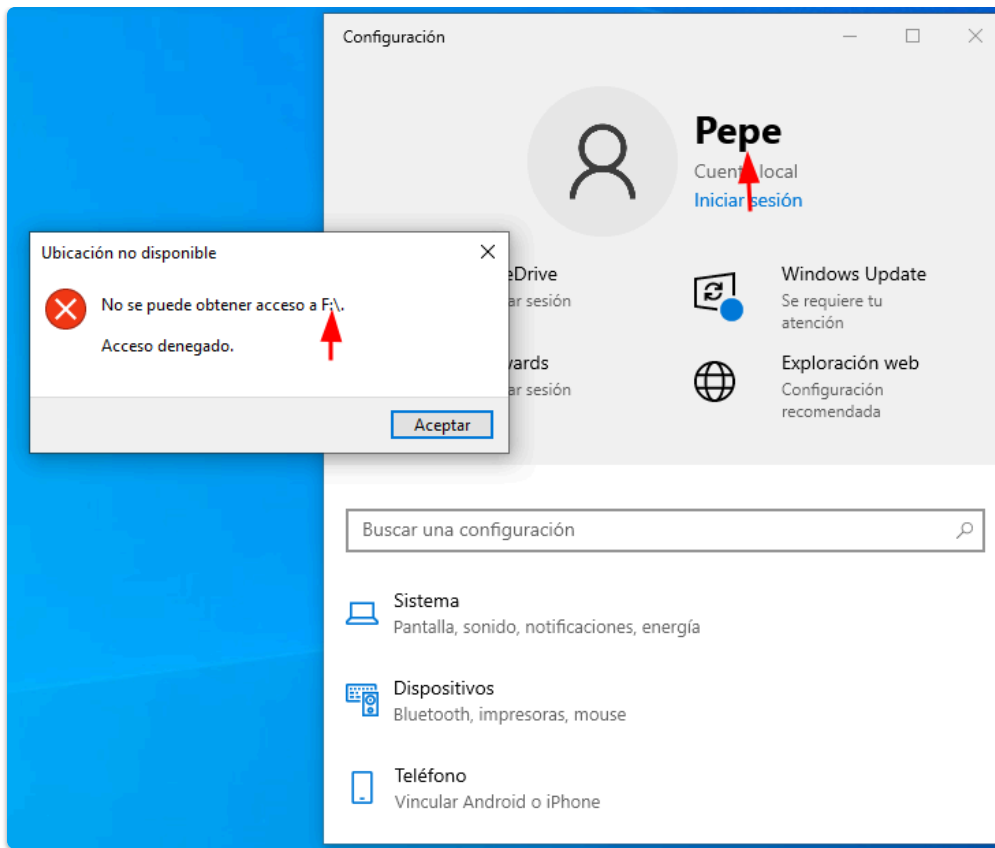 Configuración
Pepe
Cuenta local
Iniciar sesión
Ubicación no disponible
No se puede obtener acceso a F:\.
Acceso denegado.
Aceptar
eDrive
ar sesión
Windows Update
Se requiere tu
atención
vards
ar sesión
Exploración web
Configuración
recomendada
Buscar una configuración
Sistema
Pantalla, sonido, notificaciones, energía
Dispositivos
Bluetooth, impresoras, mouse
Teléfono
Vincular Android o iPhone